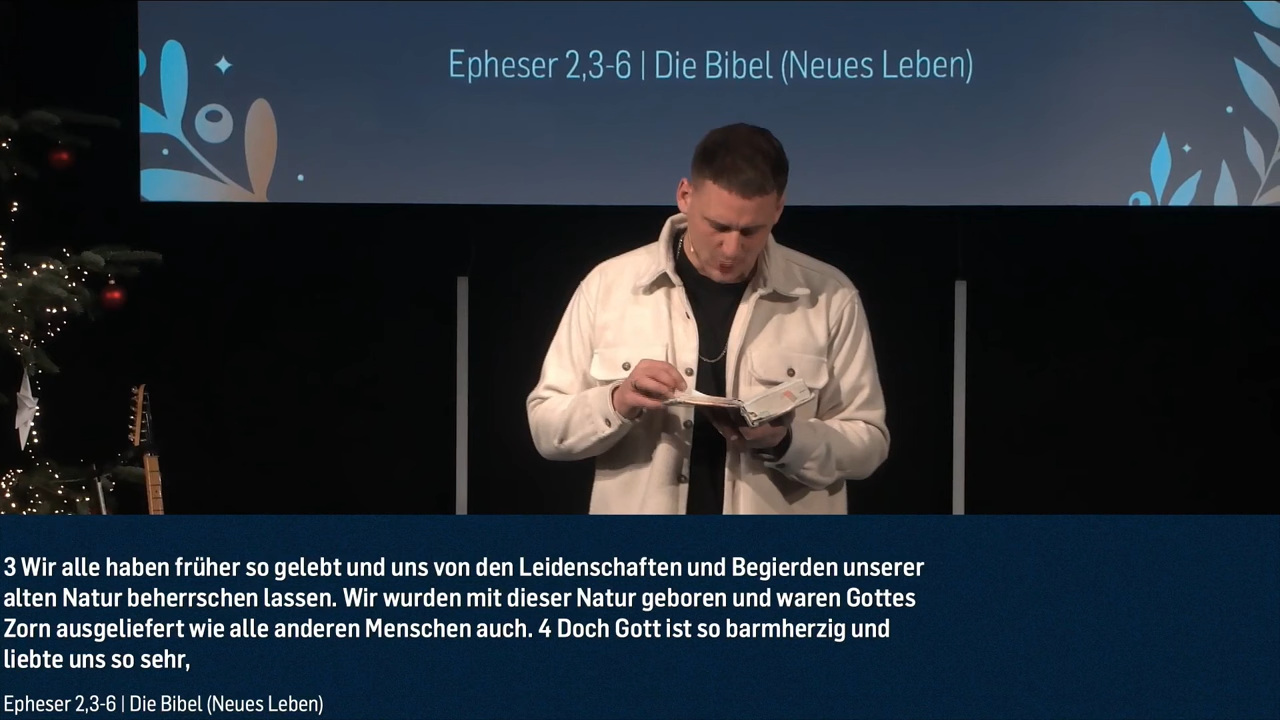 Epheser 2,3-6 | Die Bibel (Neues Leben)
3 Wir alle haben früher so gelebt und uns von den Leidenschaften und Begierden unserer
alten Natur beherrschen lassen. Wir wurden mit dieser Natur geboren und waren Gottes
Zorn ausgeliefert wie alle anderen Menschen auch. 4 Doch Gott ist so barmherzig und
liebte uns so sehr,
Epheser 2,3-6 | Die Bibel (Neues Leben)